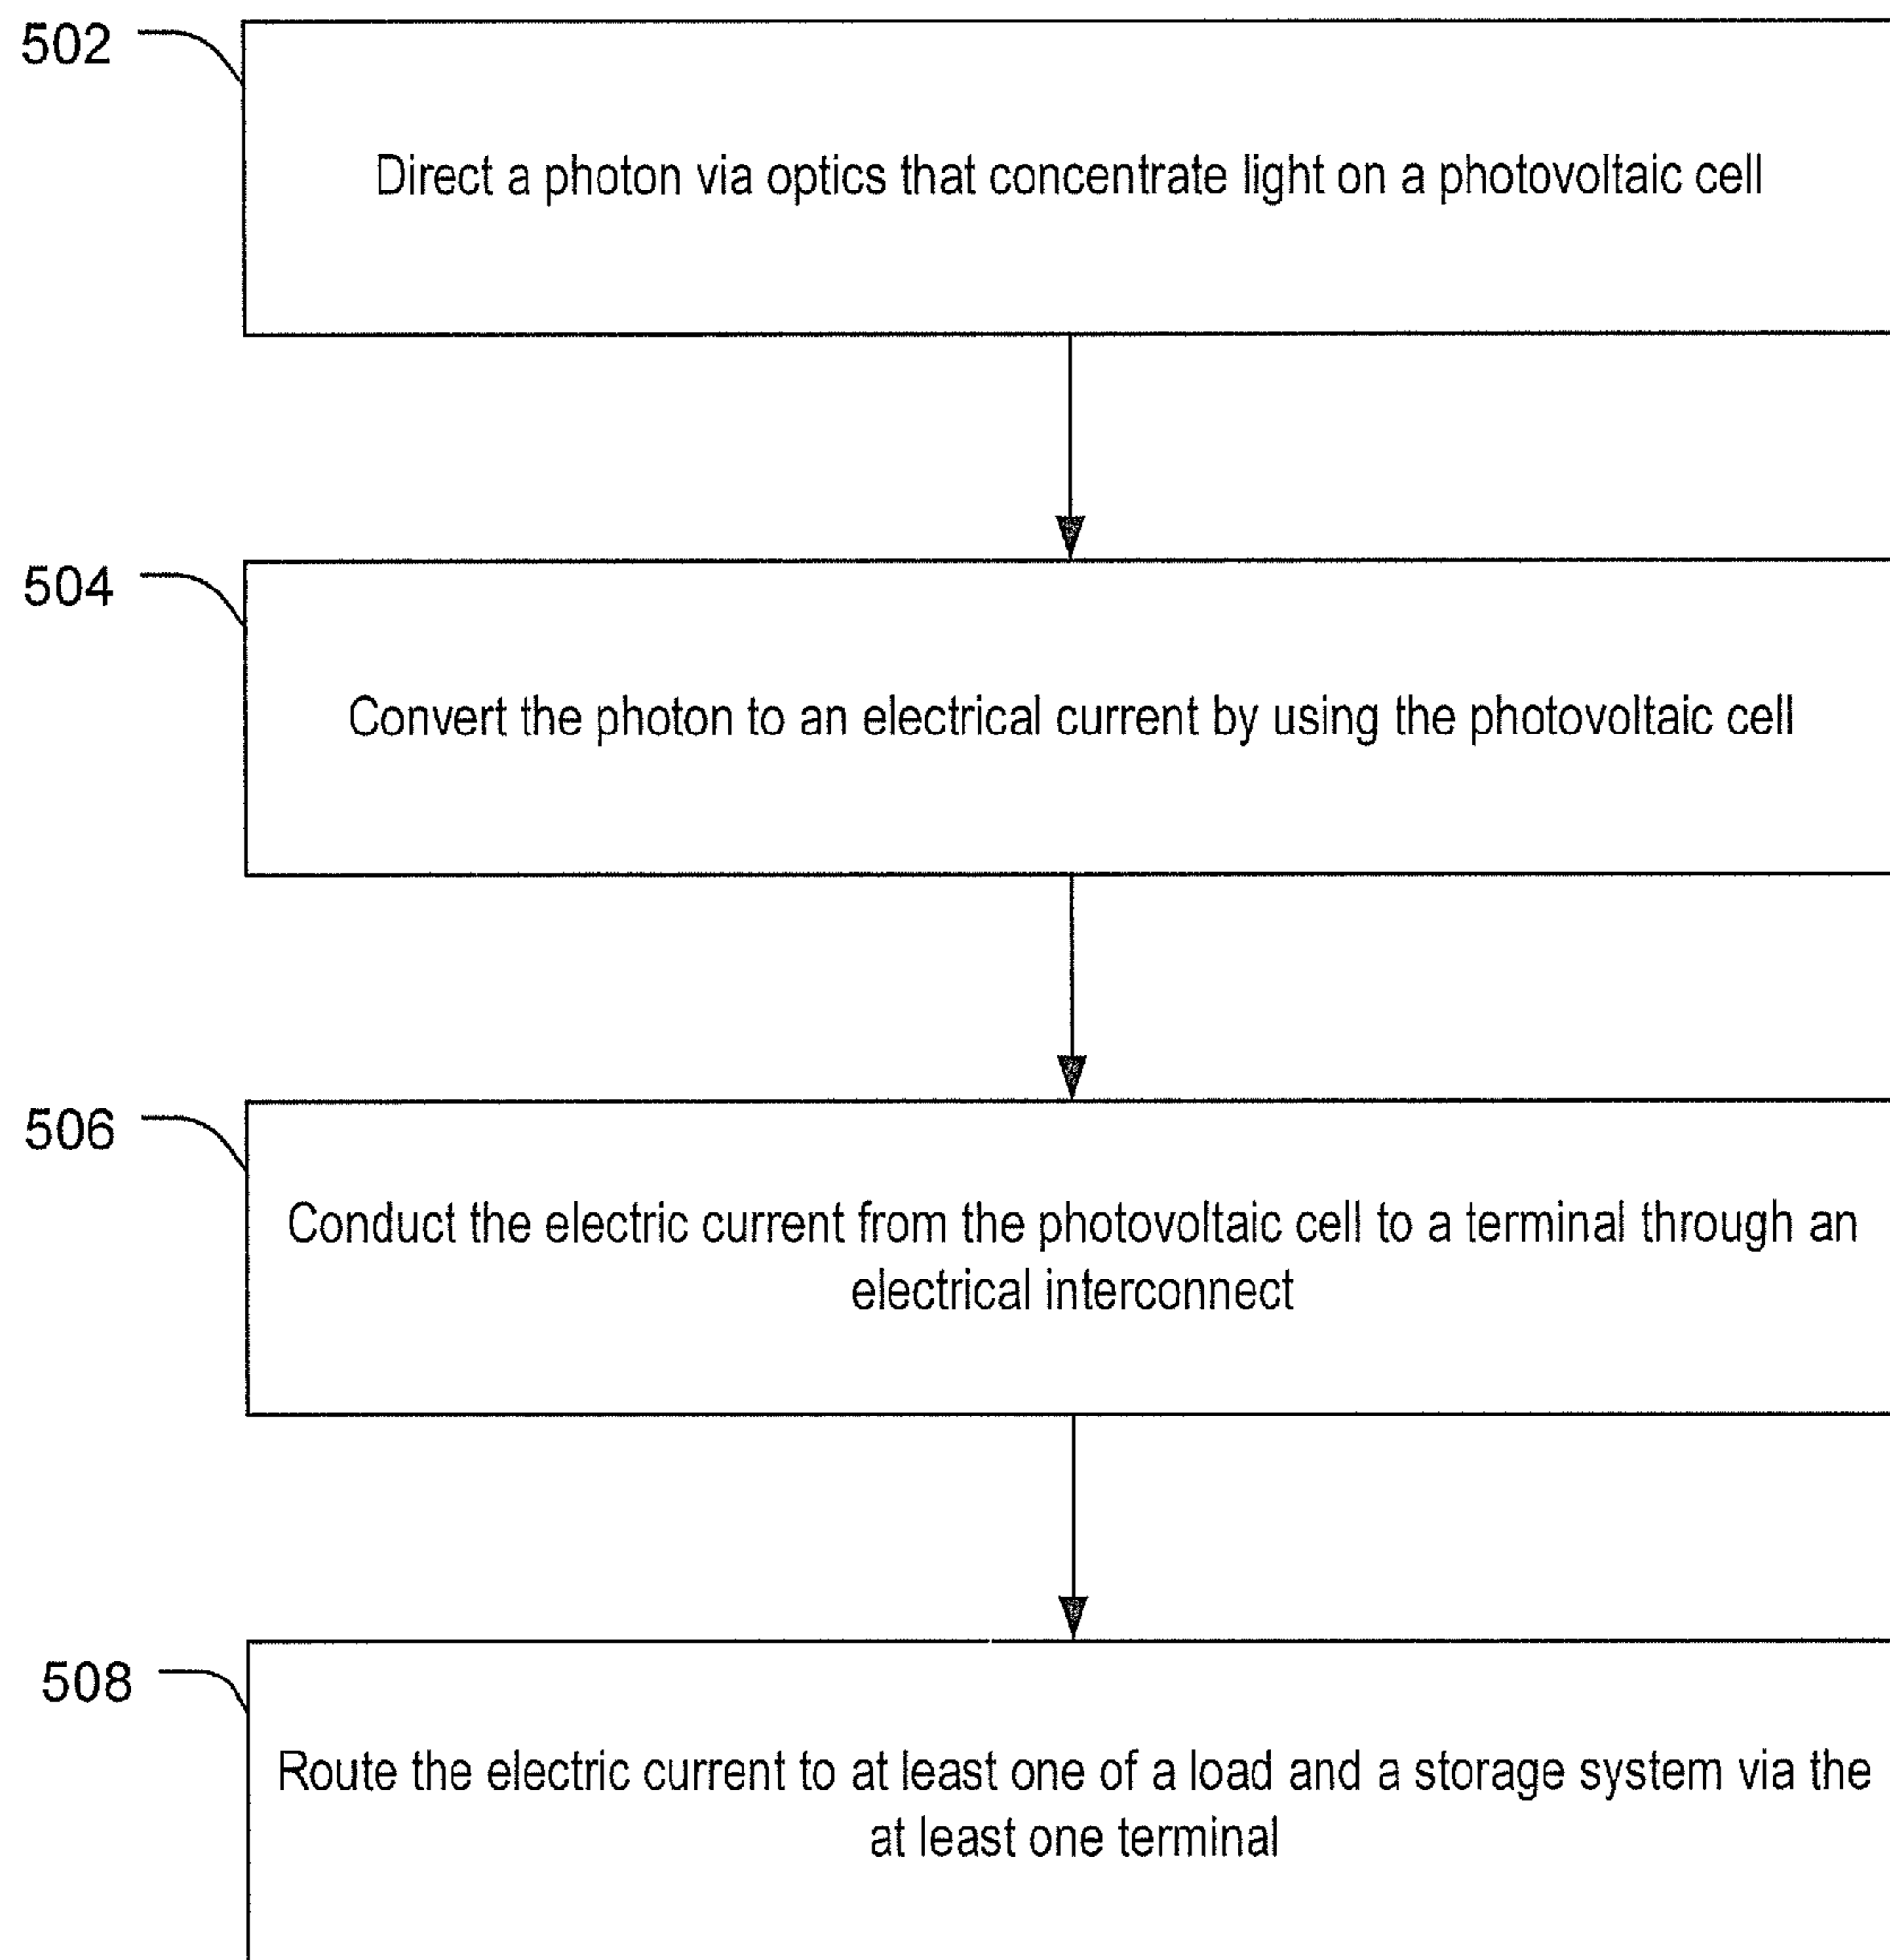 502
Direct a photon via optics that concentrate light on a photovoltaic cell
504
Convert the photon to an electrical current by using the photovoltaic cell
506
Conduct the electric current from the photovoltaic cell to a terminal through an
electrical interconnect
508
Route the electric current to at least one of a load and a storage system via the
at least one terminal